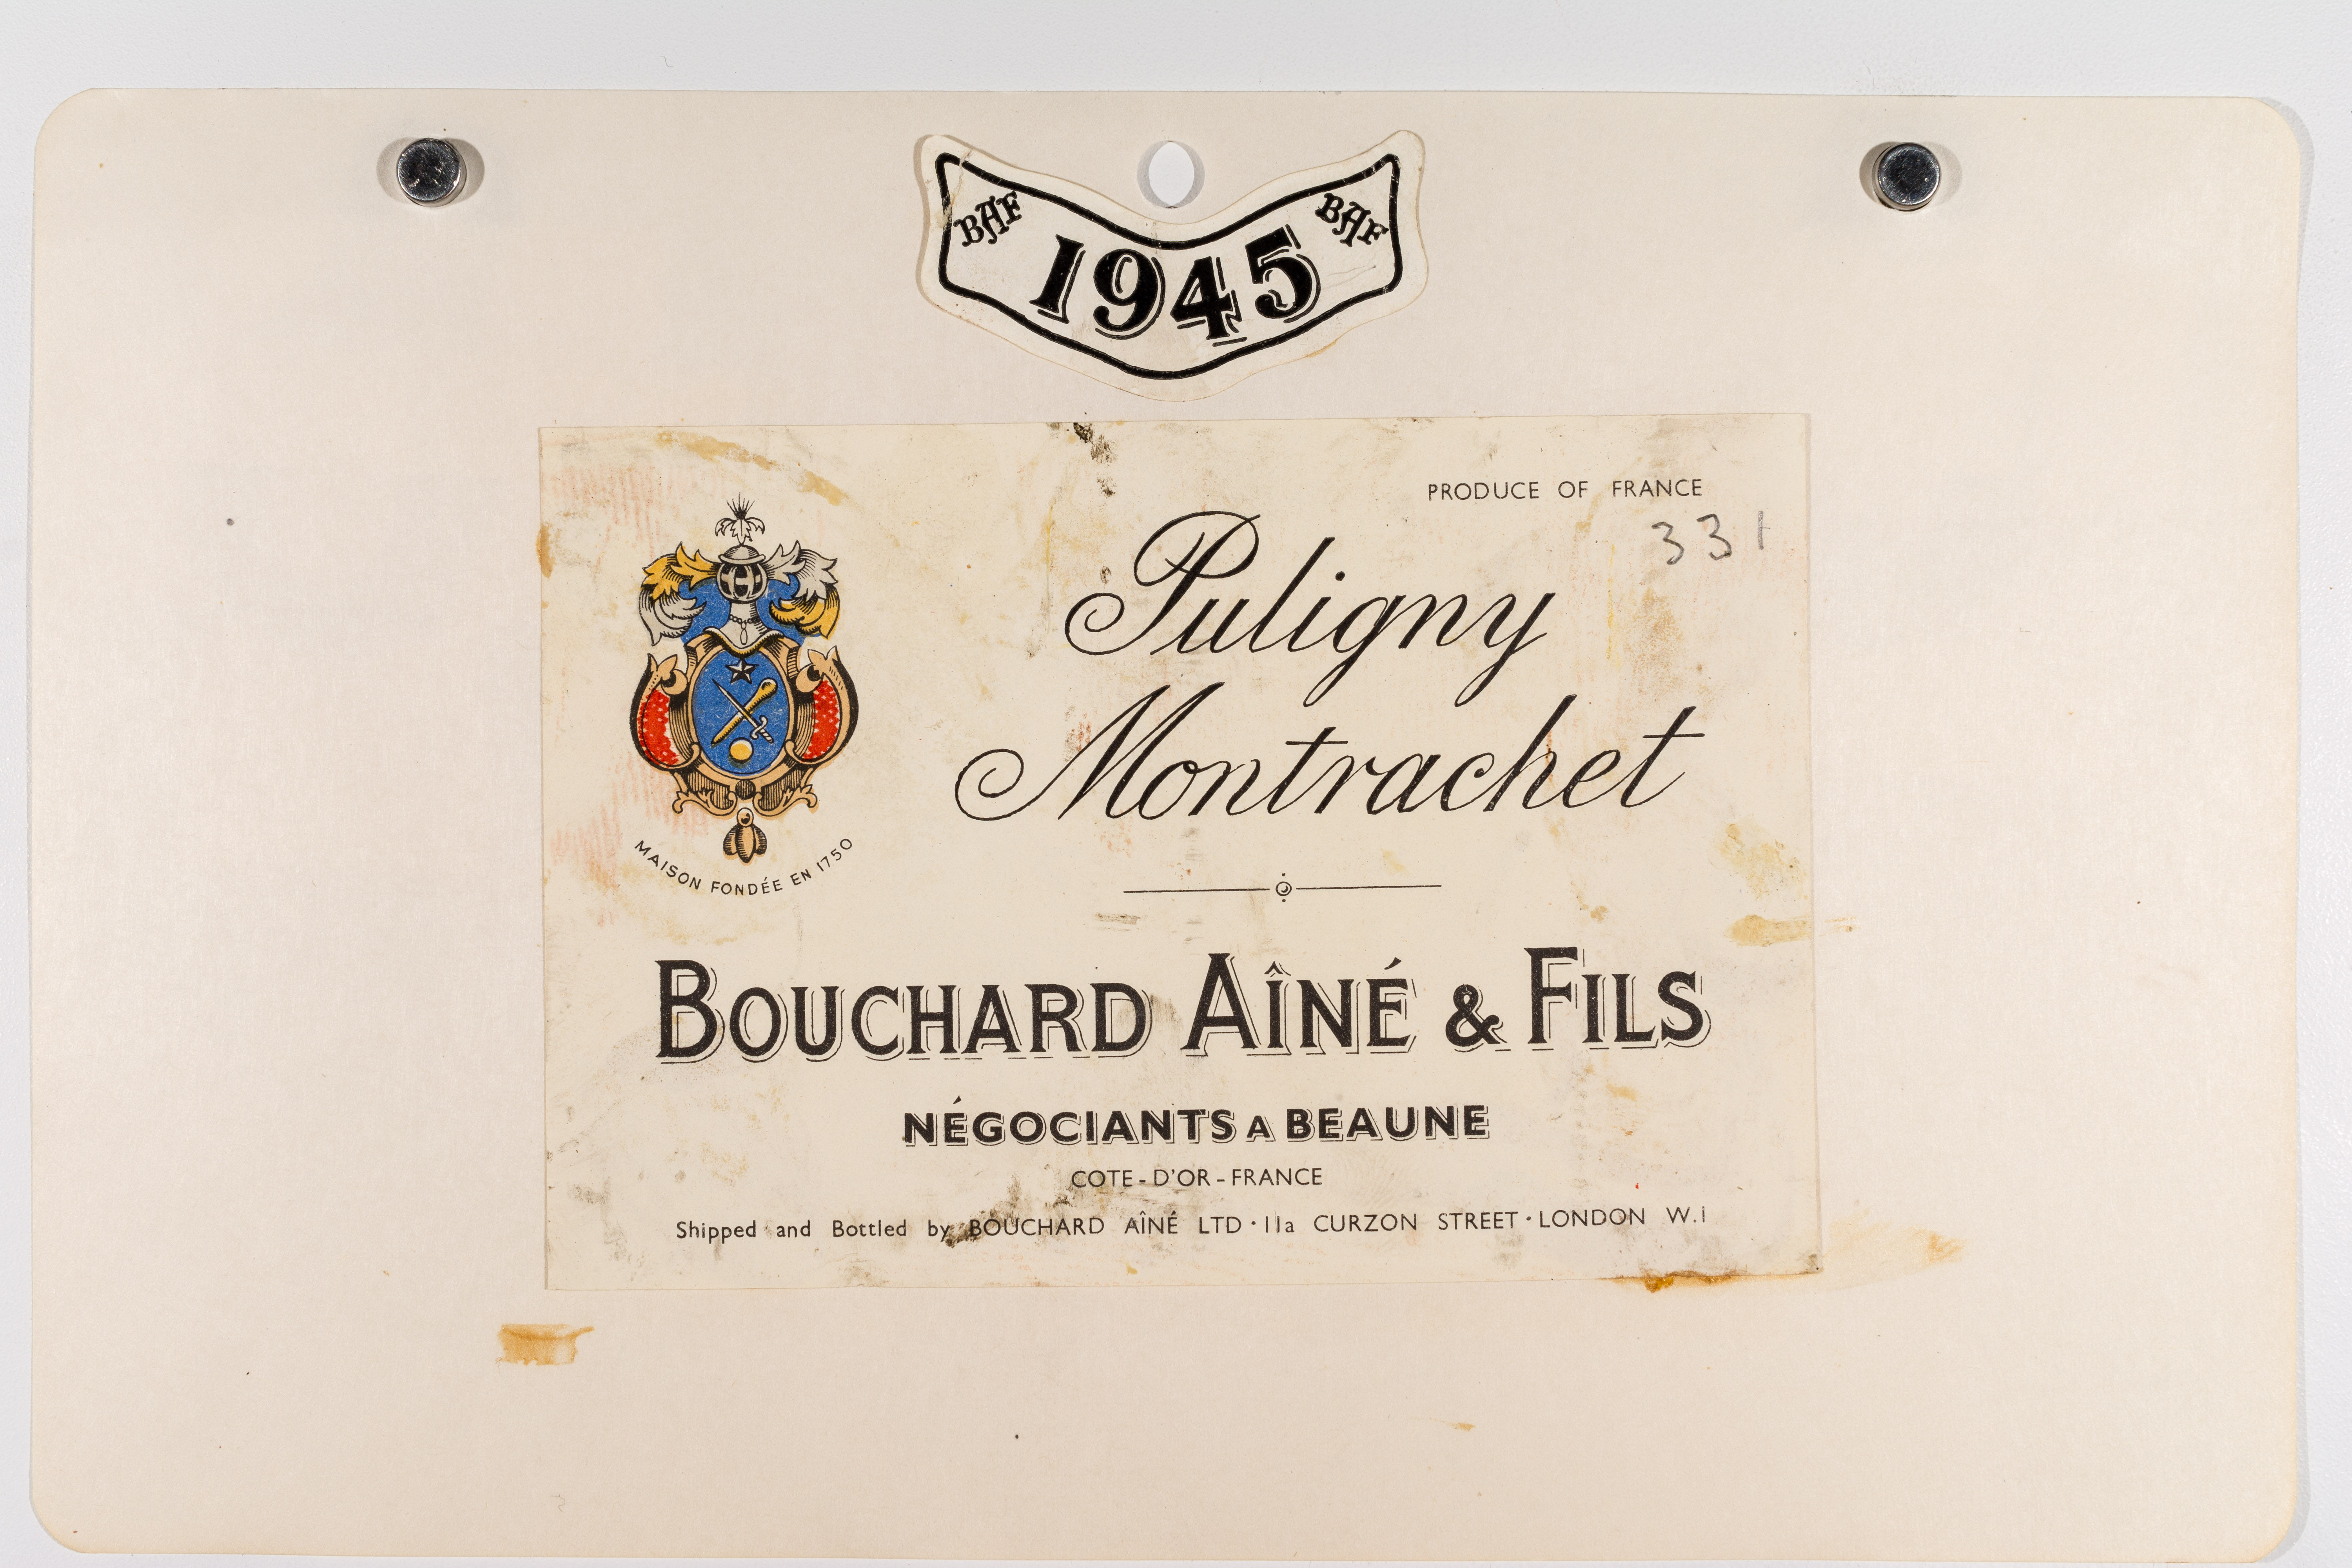 BAF 1945 BAF
PRODUCE OF FRANCE
331
Puligny
Montrachet
MAISON FONDÉE EN 1750
BOUCHARD AÎNÉ & FILS
NÉGOCIANTS A BEAUNE
COTE-D'OR-FRANCE
Shipped and Bottled by BOUCHARD AÎNÉ LTD · 11a CURZON STREET · LONDON W.1